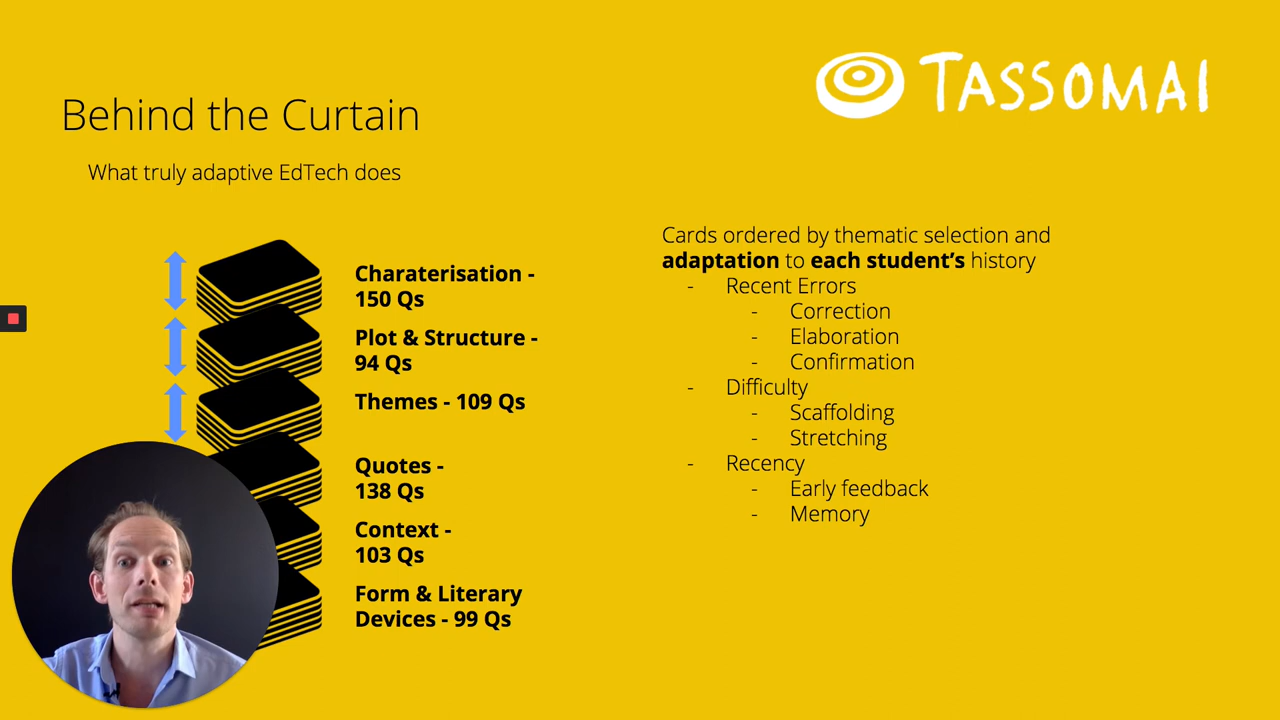 TASSOMAI
Behind the Curtain
What truly adaptive EdTech does
Charaterisation -
150 Qs
Plot & Structure -
94 Qs
Themes - 109 Qs
Quotes -
138 Qs
Context -
103 Qs
Form & Literary
Devices - 99 Qs
Cards ordered by thematic selection and
adaptation to each student's history
- Recent Errors
- Correction
- Elaboration
- Confirmation
- Difficulty
- Scaffolding
- Stretching
- Recency
- Early feedback
- Memory